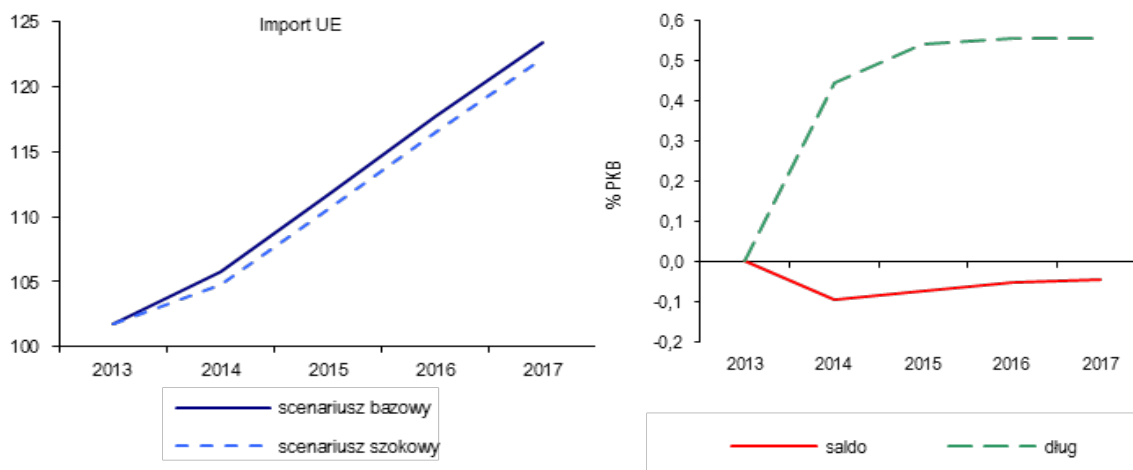 Import UE
125
120
115
110
105
100
2013 2014 2015 2016 2017
scenariusz bazowy
scenariusz szokowy
% PKB
0,6
0,5
0,4
0,3
0,2
0,1
0,0
-0,1
-0,2
2013 2014 2015 2016 2017
saldo dług